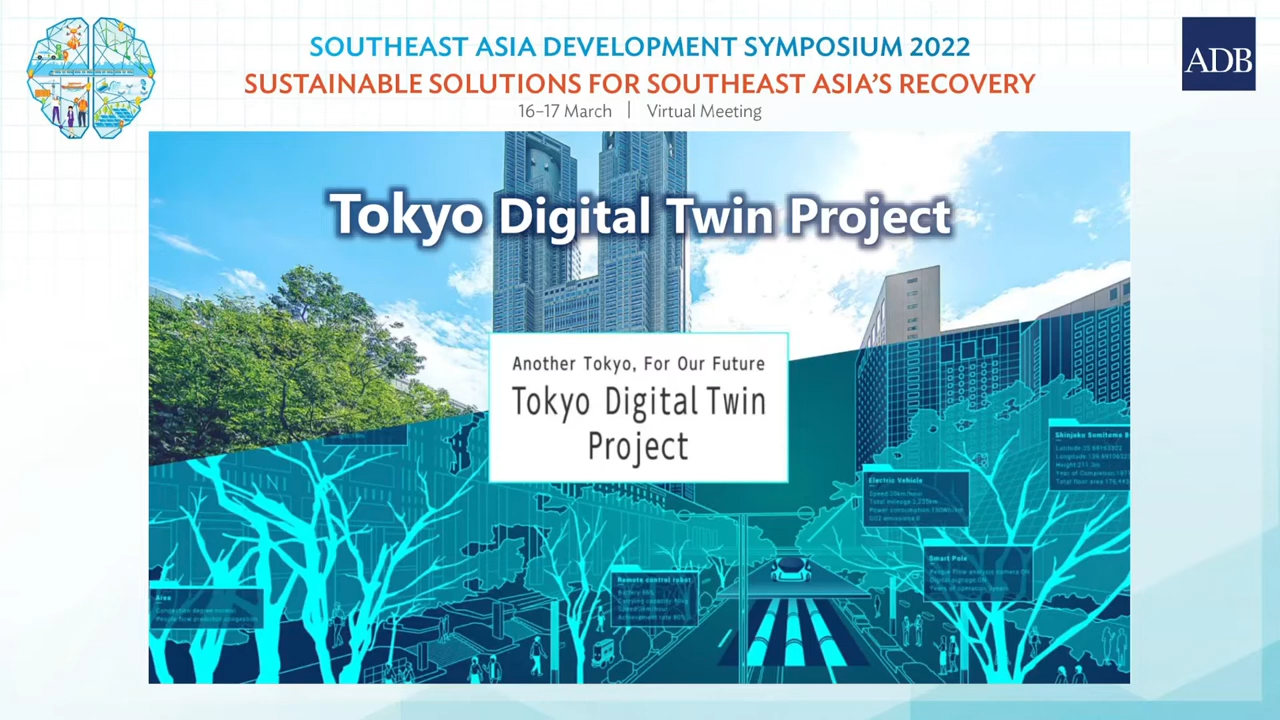 SOUTHEAST ASIA DEVELOPMENT SYMPOSIUM 2022
SUSTAINABLE SOLUTIONS FOR SOUTHEAST ASIA'S RECOVERY
16–17 March | Virtual Meeting
ADB
Tokyo Digital Twin Project
Another Tokyo, For Our Future
Tokyo Digital Twin
Project
Shinjuku Sumitomo B
Electric Vehicle
Smart Pole
Remote control robot
Area